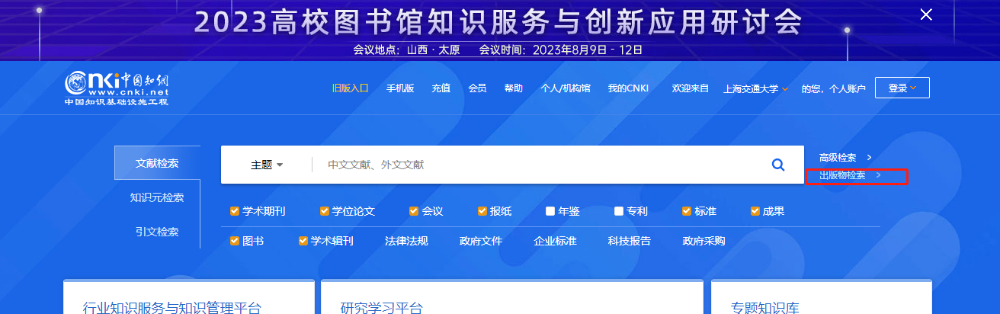 2023高校图书馆知识服务与创新应用研讨会
会议地点：山西·太原 会议时间：2023年8月9日-12日
cnki中国知网
www.cnki.net
中国知识基础设施工程
旧版入口 手机版 充值 会员 帮助 个人/机构馆 我的CNKI 欢迎来自 上海交通大学 的您，个人账户 登录
文献检索 主题 中文文献、外文文献 高级检索 >
出版物检索 >
知识元检索
学术期刊 学位论文 会议 报纸 年鉴 专利 标准 成果
引文检索
图书 学术辑刊 法律法规 政府文件 企业标准 科技报告 政府采购
行业知识服务与知识管理平台 研究学习平台 专题知识库